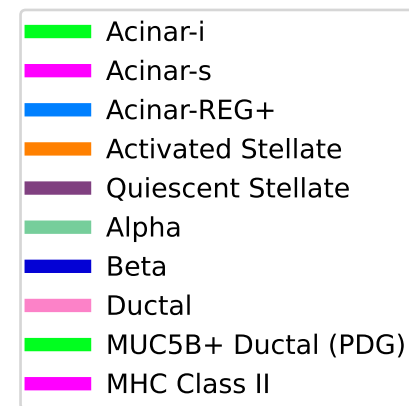 Acinar-i
Acinar-s
Acinar-REG+
Activated Stellate
Quiescent Stellate
Alpha
Beta
Ductal
MUC5B+ Ductal (PDG)
MHC Class II